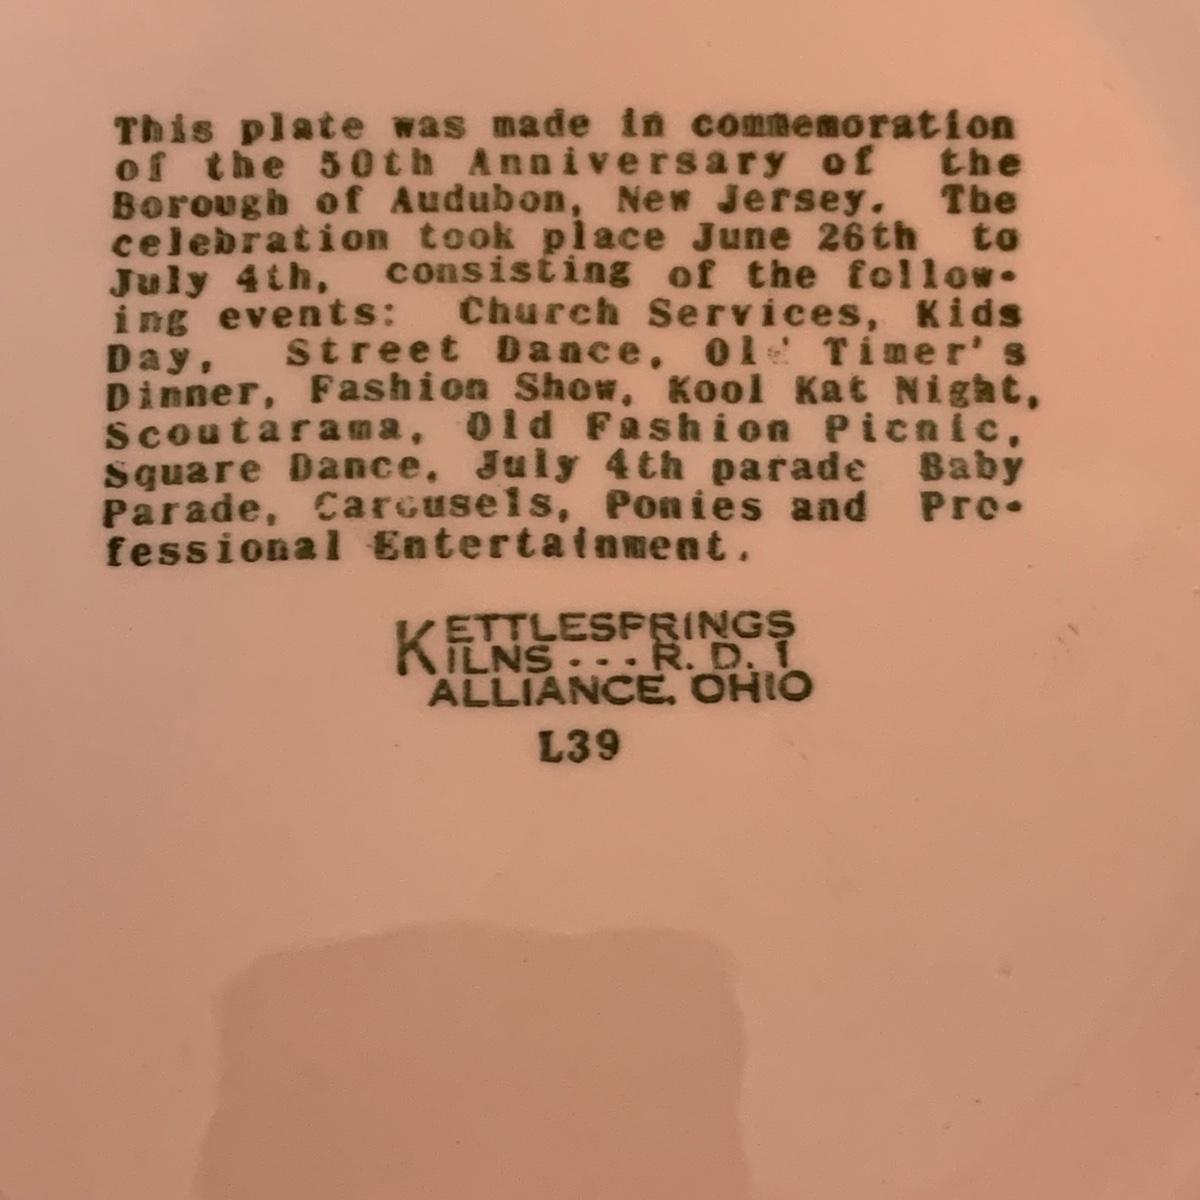 This plate was made in commemoration
of the 50th Anniversary of the
Borough of Audubon, New Jersey. The
celebration took place June 26th to
July 4th, consisting of the follow-
ing events: Church Services, Kids
Day, Street Dance, Ol' Timer's
Dinner, Fashion Show, Kool Kat Night,
Scoutarama, Old Fashion Picnic,
Square Dance, July 4th parade Baby
Parade, Carousels, Ponies and Pro-
fessional Entertainment.
KETTLESPRINGS
KILNS . . . R. D. 1
ALLIANCE, OHIO
L39